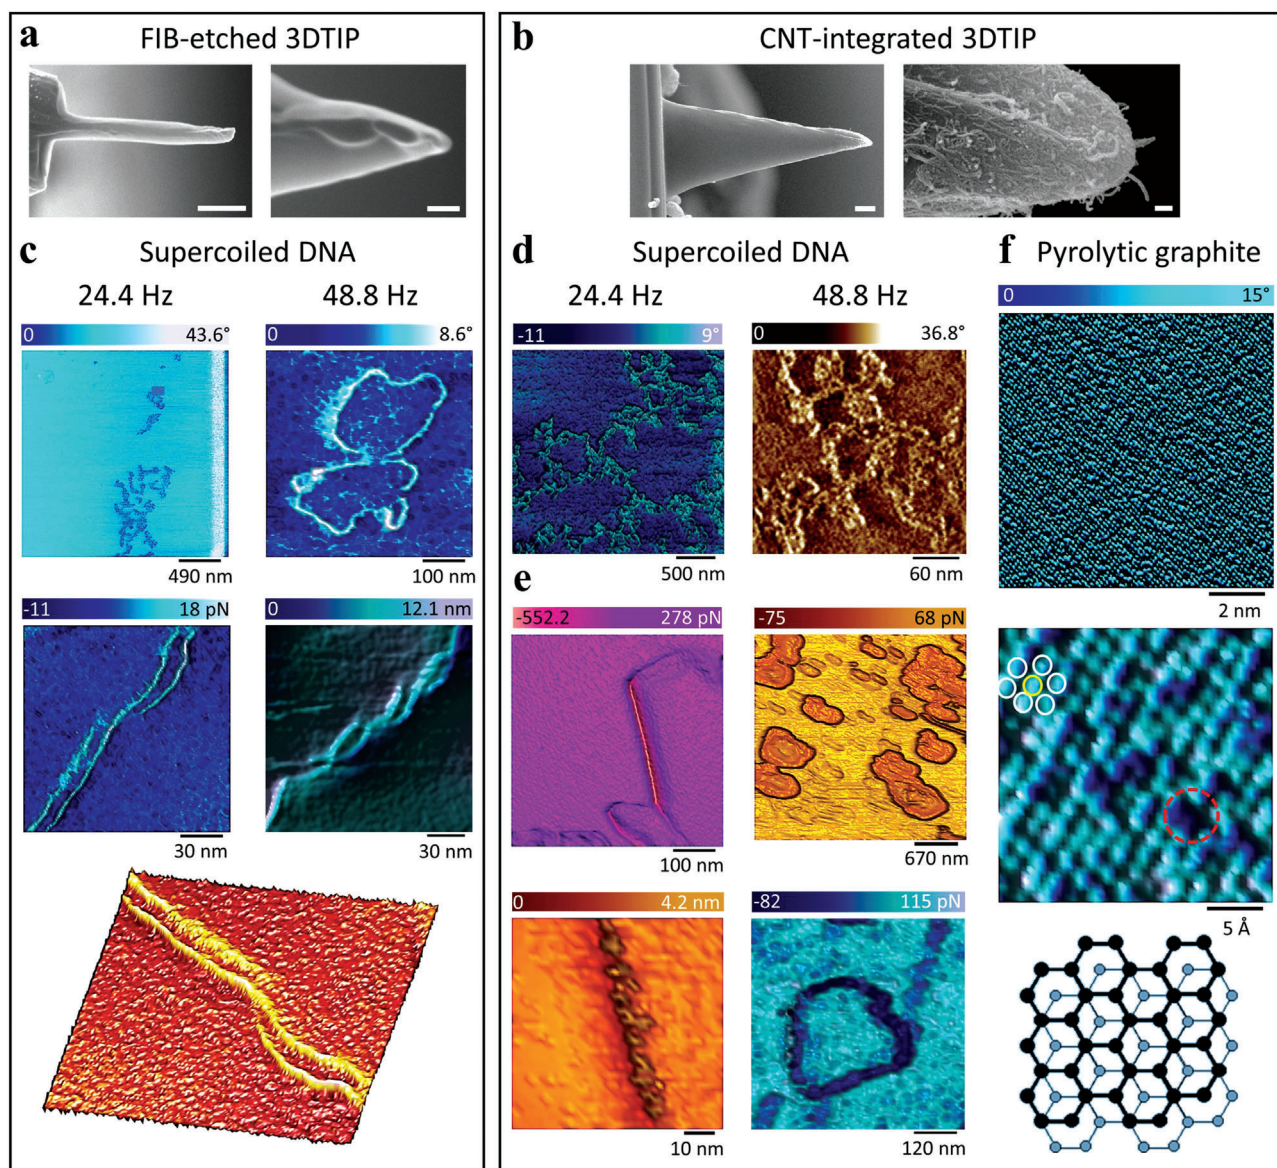 a FIB-etched 3DTIP
b CNT-integrated 3DTIP
c Supercoiled DNA
24.4 Hz 48.8 Hz
0 43.6°
0 8.6°
490 nm
100 nm
-11 18 pN
0 12.1 nm
30 nm
30 nm
d Supercoiled DNA
24.4 Hz 48.8 Hz
-11 9°
0 36.8°
500 nm
60 nm
e
-552.2 278 pN
-75 68 pN
100 nm
670 nm
0 4.2 nm
-82 115 pN
10 nm
120 nm
f Pyrolytic graphite
0 15°
2 nm
5 Å